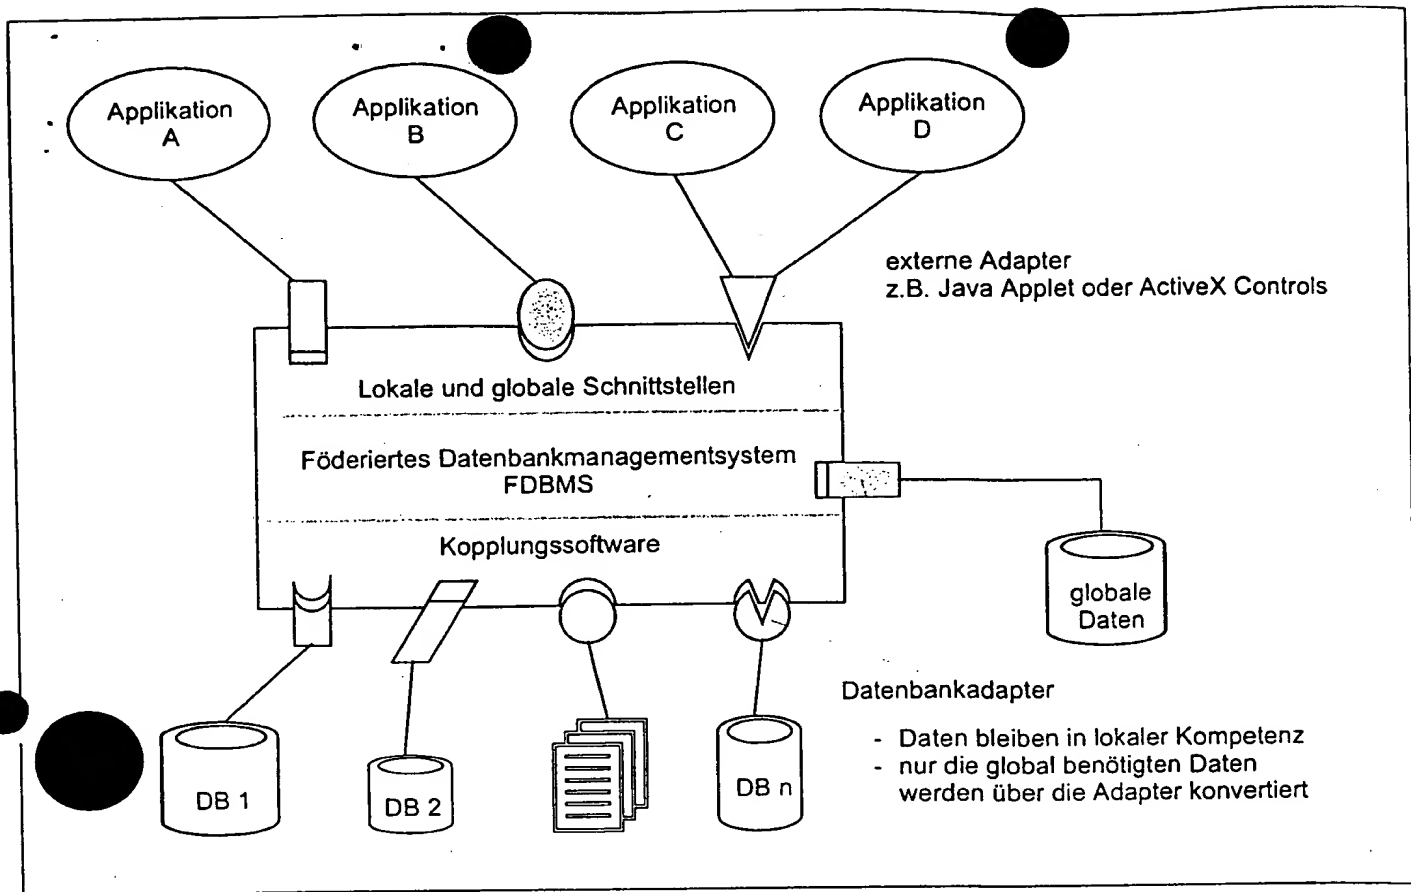 Applikation
A
Applikation
B
Applikation
C
Applikation
D
externe Adapter
z.B. Java Applet oder ActiveX Controls
Lokale und globale Schnittstellen
Föderiertes Datenbankmanagementsystem
FDBMS
Kopplungssoftware
globale
Daten
Datenbankadapter
- Daten bleiben in lokaler Kompetenz
- nur die global benötigten Daten
werden über die Adapter konvertiert
DB 1
DB 2
DB n